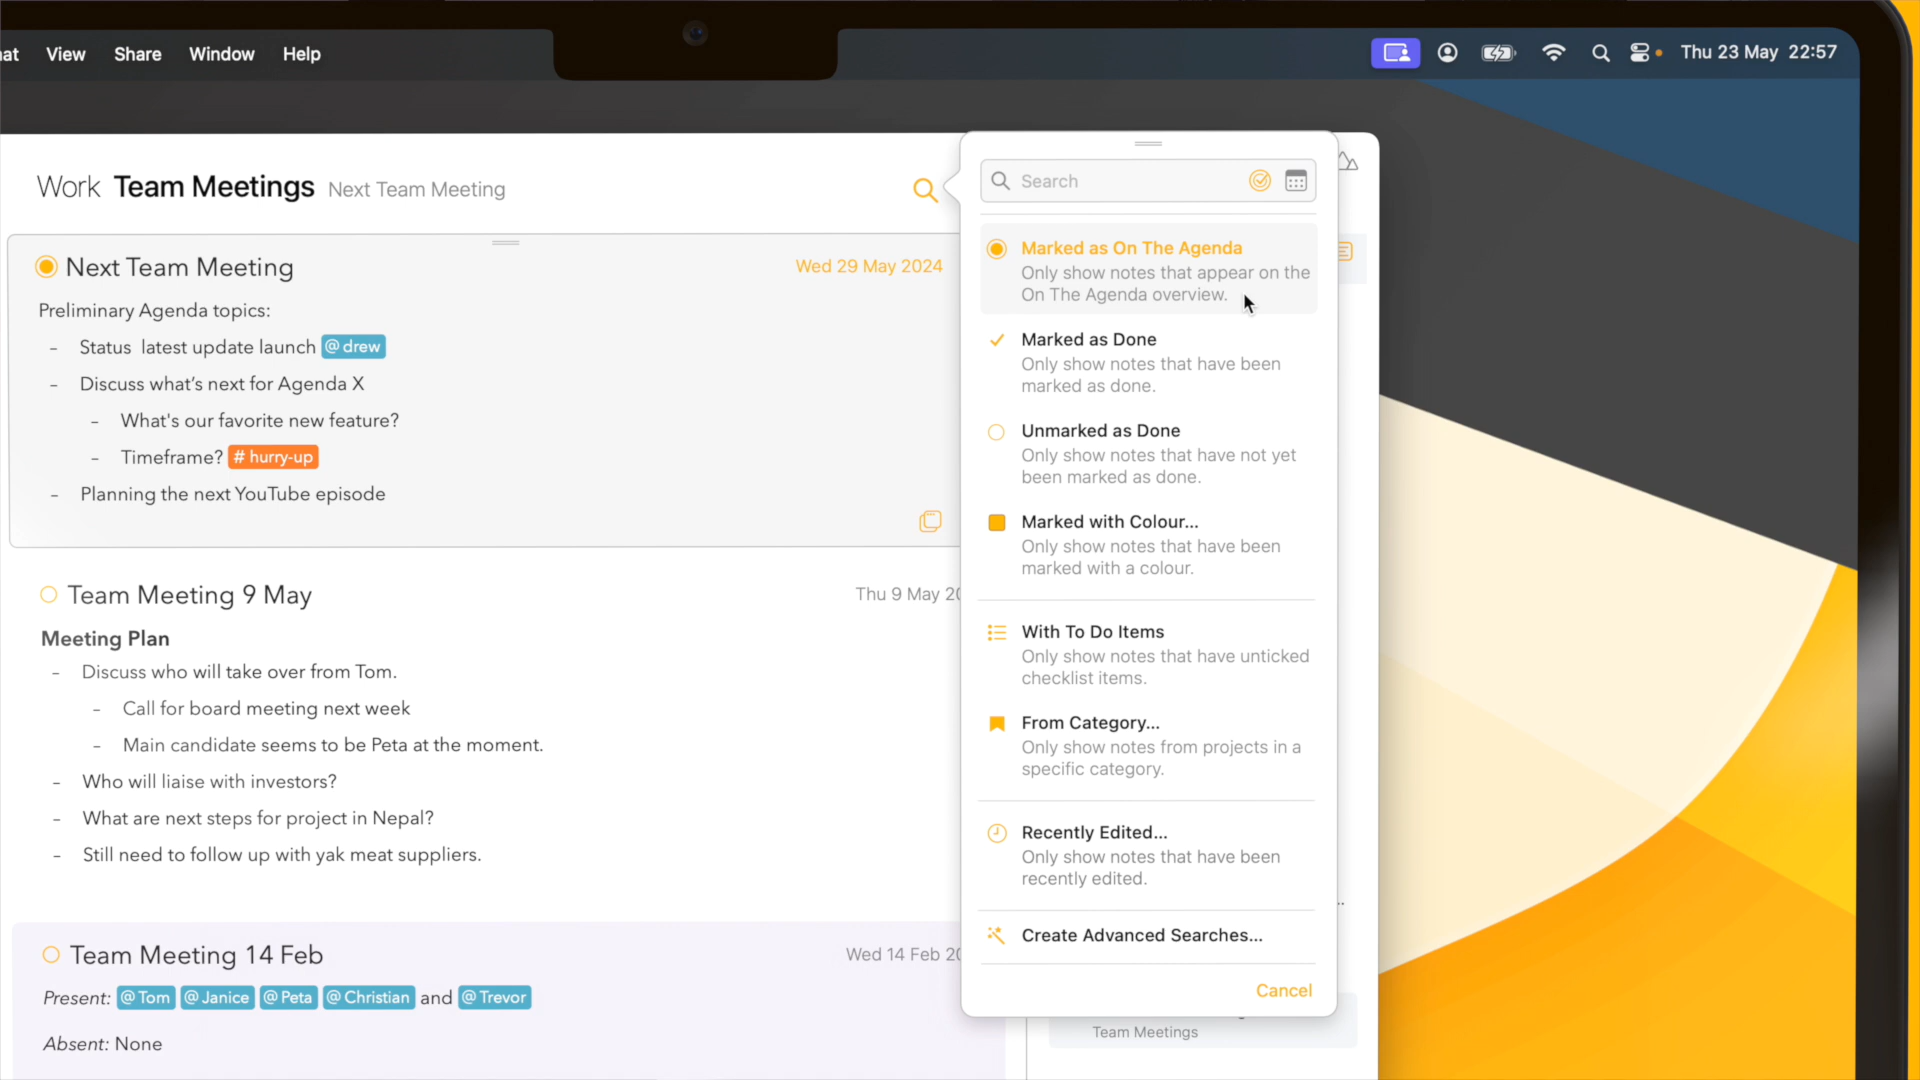 at View Share Window Help
Thu 23 May 22:57
Work Team Meetings Next Team Meeting
Next Team Meeting
Wed 29 May 2024
Preliminary Agenda topics:
- Status latest update launch @drew
- Discuss what's next for Agenda X
- What's our favorite new feature?
- Timeframe? # hurry-up
- Planning the next YouTube episode
Team Meeting 9 May
Thu 9 May 20
Meeting Plan
- Discuss who will take over from Tom.
- Call for board meeting next week
- Main candidate seems to be Peta at the moment.
- Who will liaise with investors?
- What are next steps for project in Nepal?
- Still need to follow up with yak meat suppliers.
Team Meeting 14 Feb
Wed 14 Feb 20
Present: @Tom @Janice @Peta @Christian and @Trevor
Absent: None
Search
Marked as On The Agenda
Only show notes that appear on the
On The Agenda overview.
Marked as Done
Only show notes that have been
marked as done.
Unmarked as Done
Only show notes that have not yet
been marked as done.
Marked with Colour...
Only show notes that have been
marked with a colour.
With To Do Items
Only show notes that have unticked
checklist items.
From Category...
Only show notes from projects in a
specific category.
Recently Edited...
Only show notes that have been
recently edited.
Create Advanced Searches...
Cancel
Team Meetings